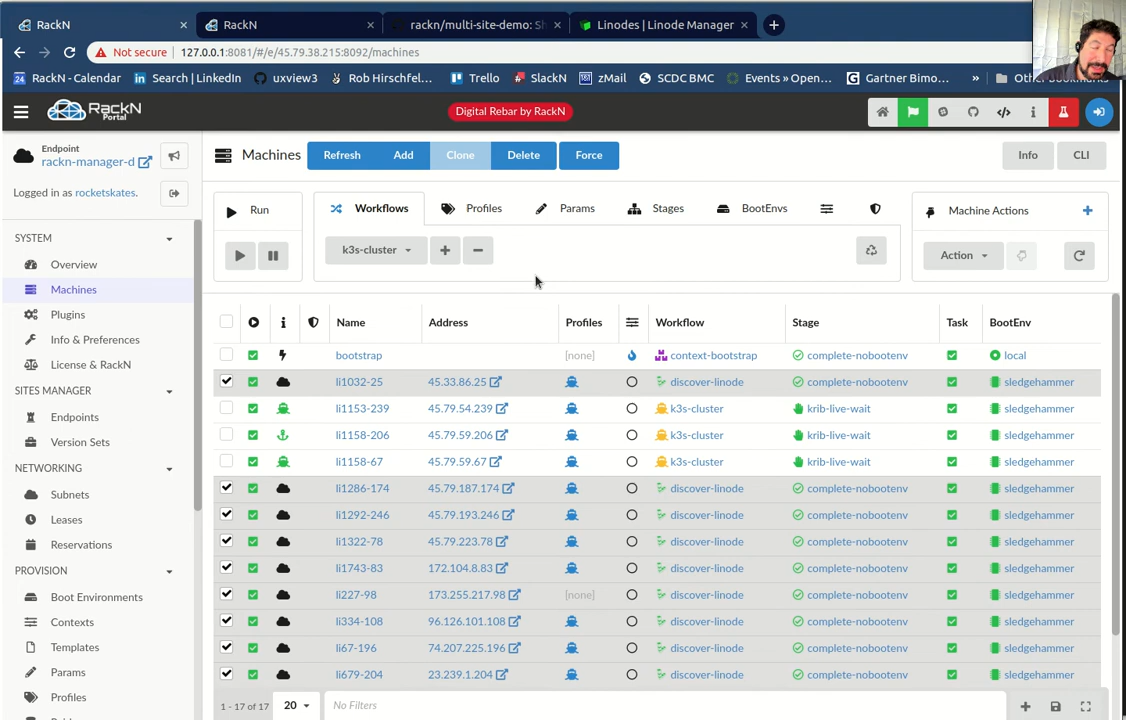 RackN
RackN
rackn/multi-site-demo: Sh
Linodes | Linode Manager
Not secure
127.0.0.1:8081/#/e/45.79.38.215:8092/machines
RackN - Calendar
Search | LinkedIn
uxview3
Rob Hirschfel...
Trello
SlackN
zMail
SCDC BMC
Events » Open...
Gartner Bimo...
»
RackN
Portal
Digital Rebar by RackN
Endpoint
rackn-manager-d
Logged in as rocketskates.
SYSTEM
Overview
Machines
Plugins
Info & Preferences
License & RackN
SITES MANAGER
Endpoints
Version Sets
NETWORKING
Subnets
Leases
Reservations
PROVISION
Boot Environments
Contexts
Templates
Params
Profiles
Machines
Refresh
Add
Clone
Delete
Force
Info
CLI
Run
Workflows
Profiles
Params
Stages
BootEnvs
k3s-cluster
Machine Actions
Action
Name Address Profiles Workflow Stage Task BootEnv
bootstrap [none] context-bootstrap complete-nobootenv local
li1032-25 45.33.86.25 discover-linode complete-nobootenv sledgehammer
li1153-239 45.79.54.239 k3s-cluster krib-live-wait sledgehammer
li1158-206 45.79.59.206 k3s-cluster krib-live-wait sledgehammer
li1158-67 45.79.59.67 k3s-cluster krib-live-wait sledgehammer
li1286-174 45.79.187.174 discover-linode complete-nobootenv sledgehammer
li1292-246 45.79.193.246 discover-linode complete-nobootenv sledgehammer
li1322-78 45.79.223.78 discover-linode complete-nobootenv sledgehammer
li1743-83 172.104.8.83 discover-linode complete-nobootenv sledgehammer
li227-98 173.255.217.98 [none] discover-linode complete-nobootenv sledgehammer
li334-108 96.126.101.108 discover-linode complete-nobootenv sledgehammer
li67-196 74.207.225.196 discover-linode complete-nobootenv sledgehammer
li679-204 23.239.1.204 discover-linode complete-nobootenv sledgehammer
1 - 17 of 17
20
No Filters